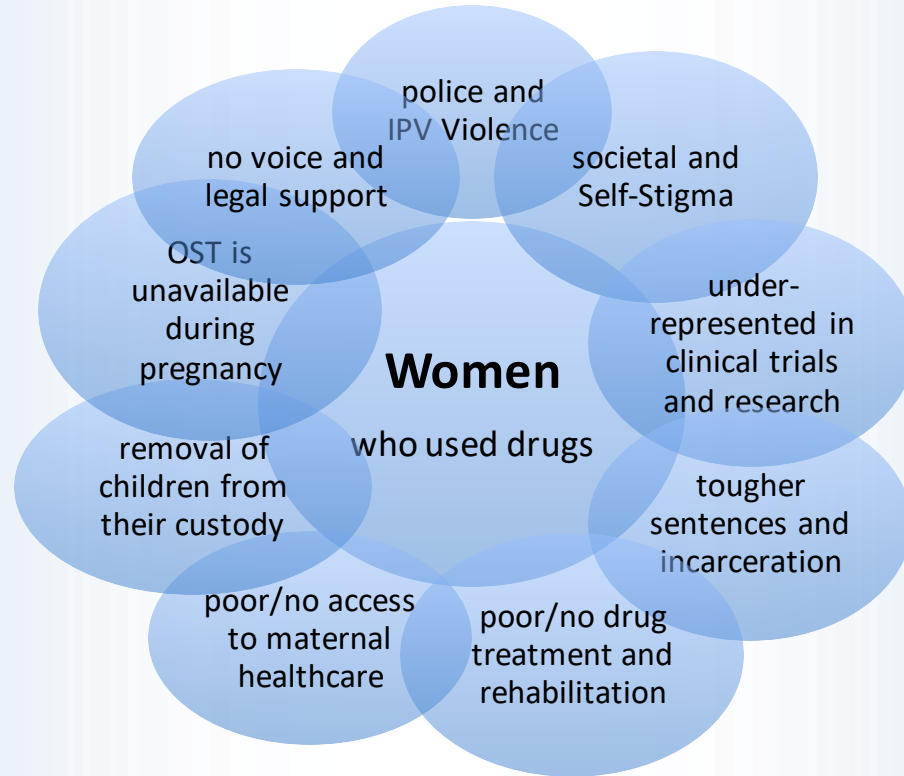 police and
IPV Violence
societal and
Self-Stigma
under-
represented in
clinical trials
and research
tougher
sentences and
incarceration
poor/no drug
treatment and
rehabilitation
poor/no access
to maternal
healthcare
removal of
children from
their custody
OST is
unavailable
during
pregnancy
no voice and
legal support
Women
who used drugs